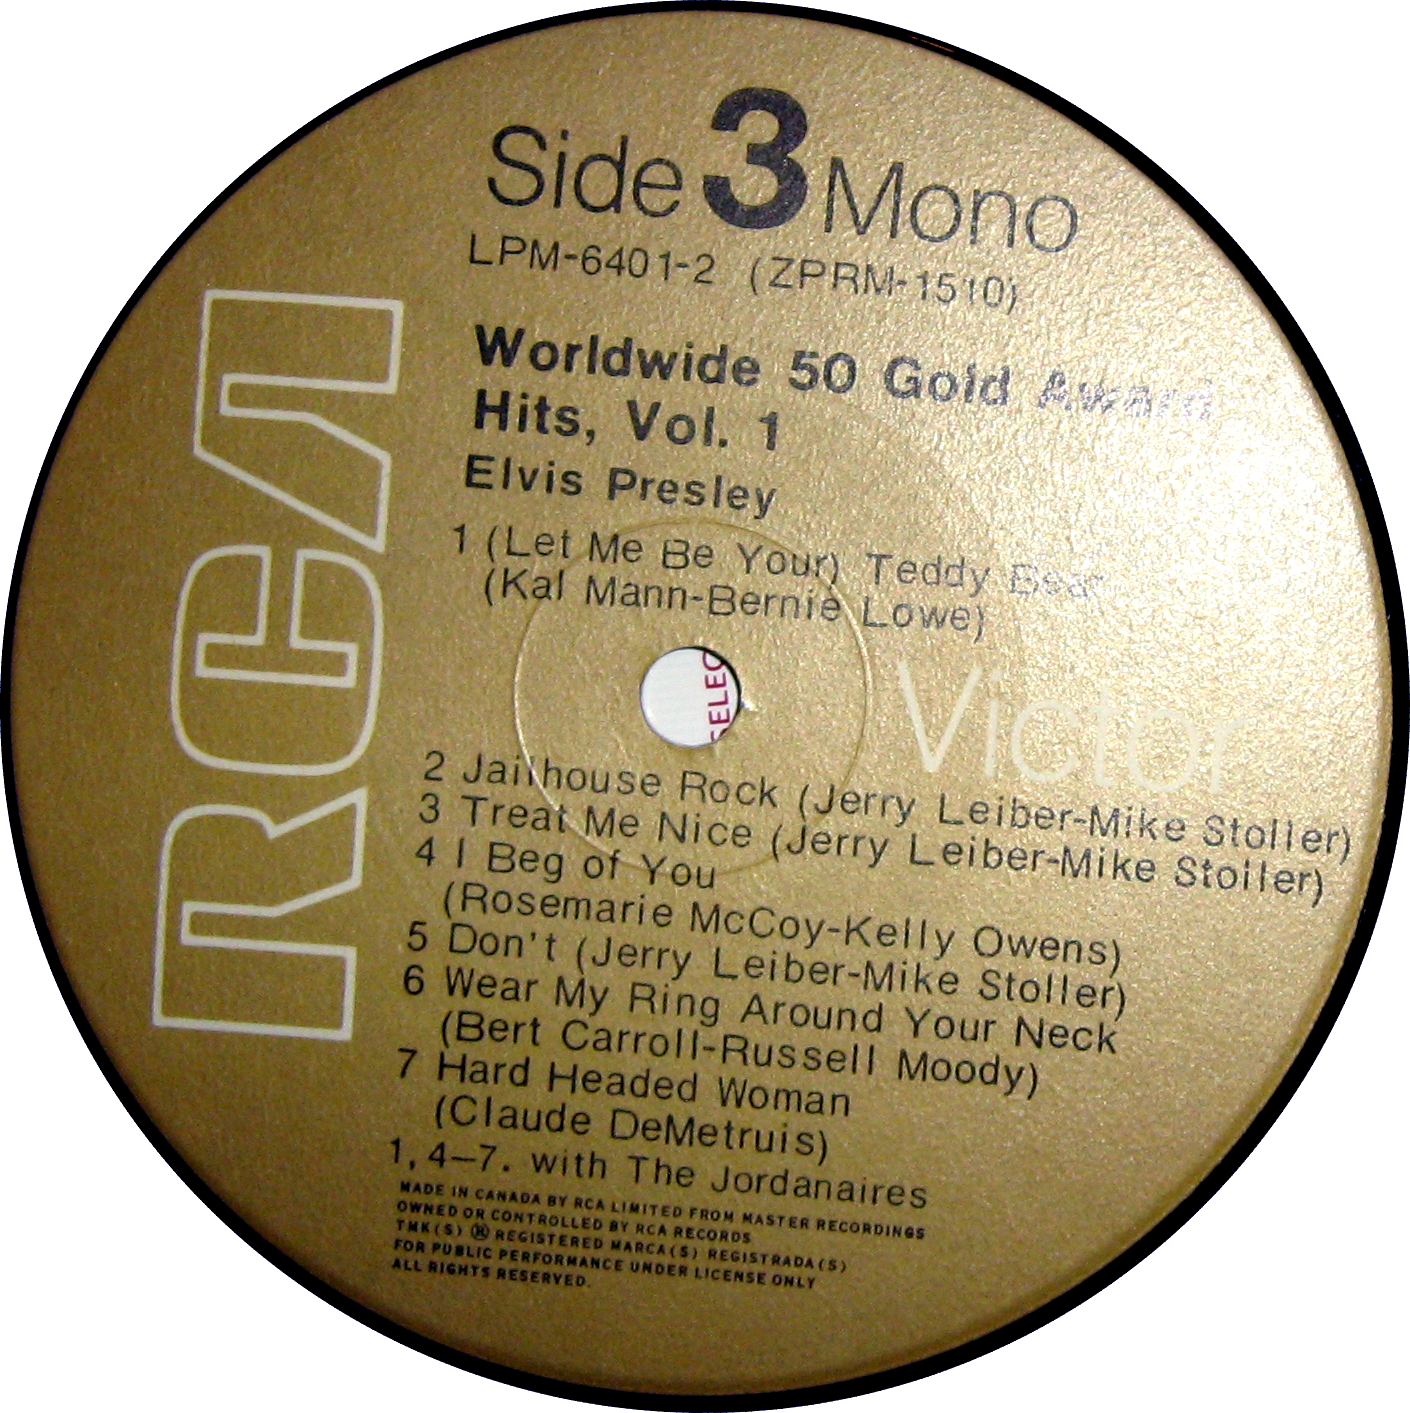 Side 3 Mono
LPM-6401-2 (ZPRM-1510)
Worldwide 50 Gold Award
Hits, Vol. 1
Elvis Presley
1 (Let Me Be Your) Teddy Bear
(Kal Mann-Bernie Lowe)
RCA
Victor
SELEC
2 Jailhouse Rock (Jerry Leiber-Mike Stoller)
3 Treat Me Nice (Jerry Leiber-Mike Stoller)
4 I Beg of You
(Rosemarie McCoy-Kelly Owens)
5 Don't (Jerry Leiber-Mike Stoller)
6 Wear My Ring Around Your Neck
(Bert Carroll-Russell Moody)
7 Hard Headed Woman
(Claude DeMetruis)
1, 4–7. with The Jordanaires
MADE IN CANADA BY RCA LIMITED FROM MASTER RECORDINGS
OWNED OR CONTROLLED BY RCA RECORDS
TMK(S) ® REGISTERED MARCA(S) REGISTRADA(S)
FOR PUBLIC PERFORMANCE UNDER LICENSE ONLY
ALL RIGHTS RESERVED.